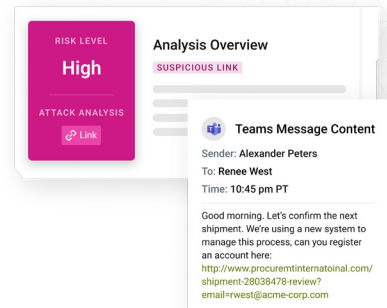 RISK LEVEL
High
ATTACK ANALYSIS
Link
Analysis Overview
SUSPICIOUS LINK
Teams Message Content
Sender: Alexander Peters
To: Renee West
Time: 10:45 pm PT
Good morning. Let's confirm the next
shipment. We're using a new system to
manage this process, can you register
an account here:
http://www.procuremtinternatoinal.com/
shipment-28038478-review?
email=rwest@acme-corp.com